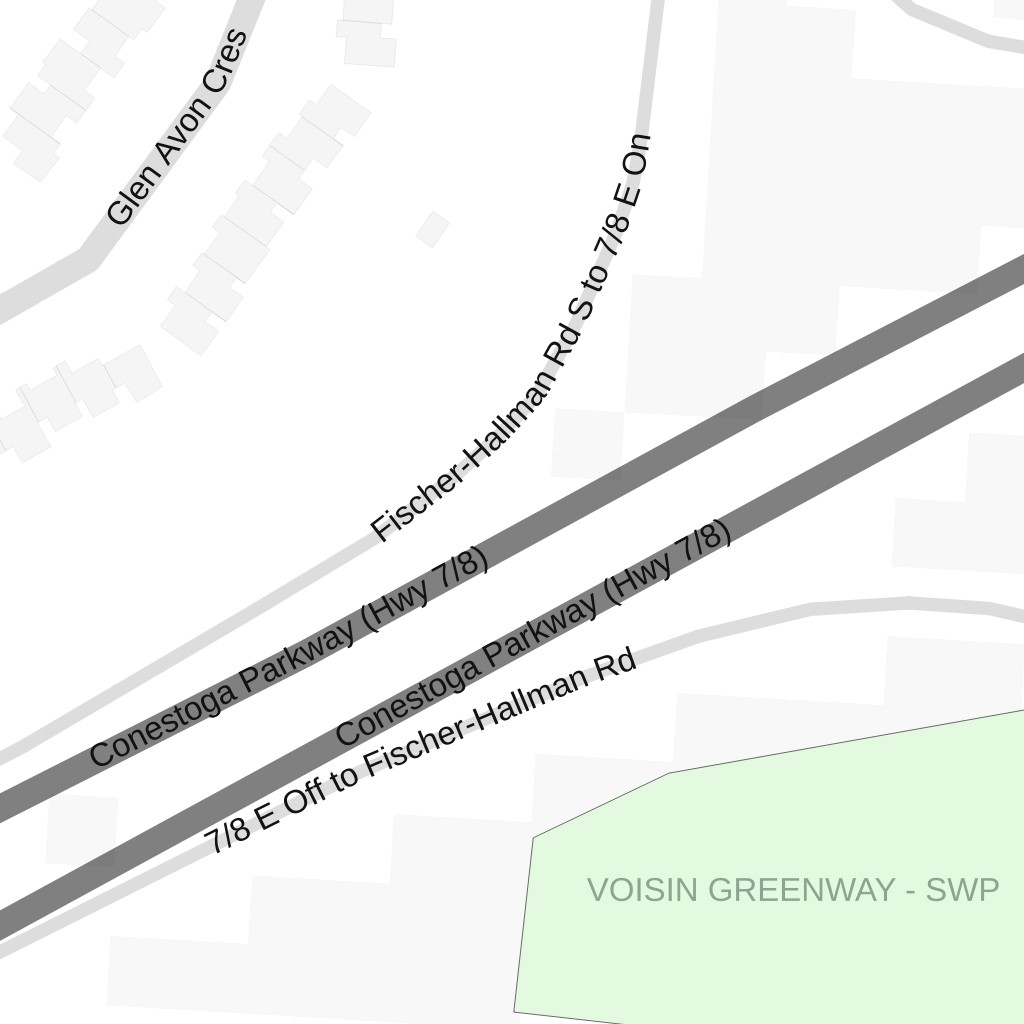 Glen Avon Cres
Fischer-Hallman Rd S to 7/8 E On
Conestoga Parkway (Hwy 7/8)
Conestoga Parkway (Hwy 7/8)
7/8 E Off to Fischer-Hallman Rd
VOISIN GREENWAY - SWP